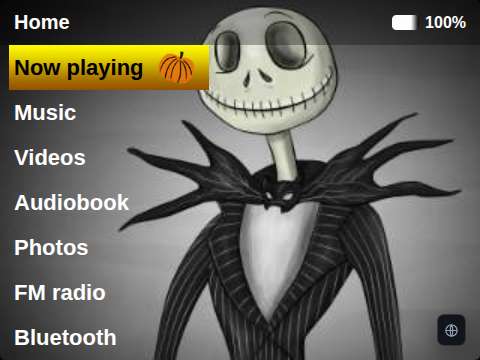 Home
100%
Now playing
Music
Videos
Audiobook
Photos
FM radio
Bluetooth